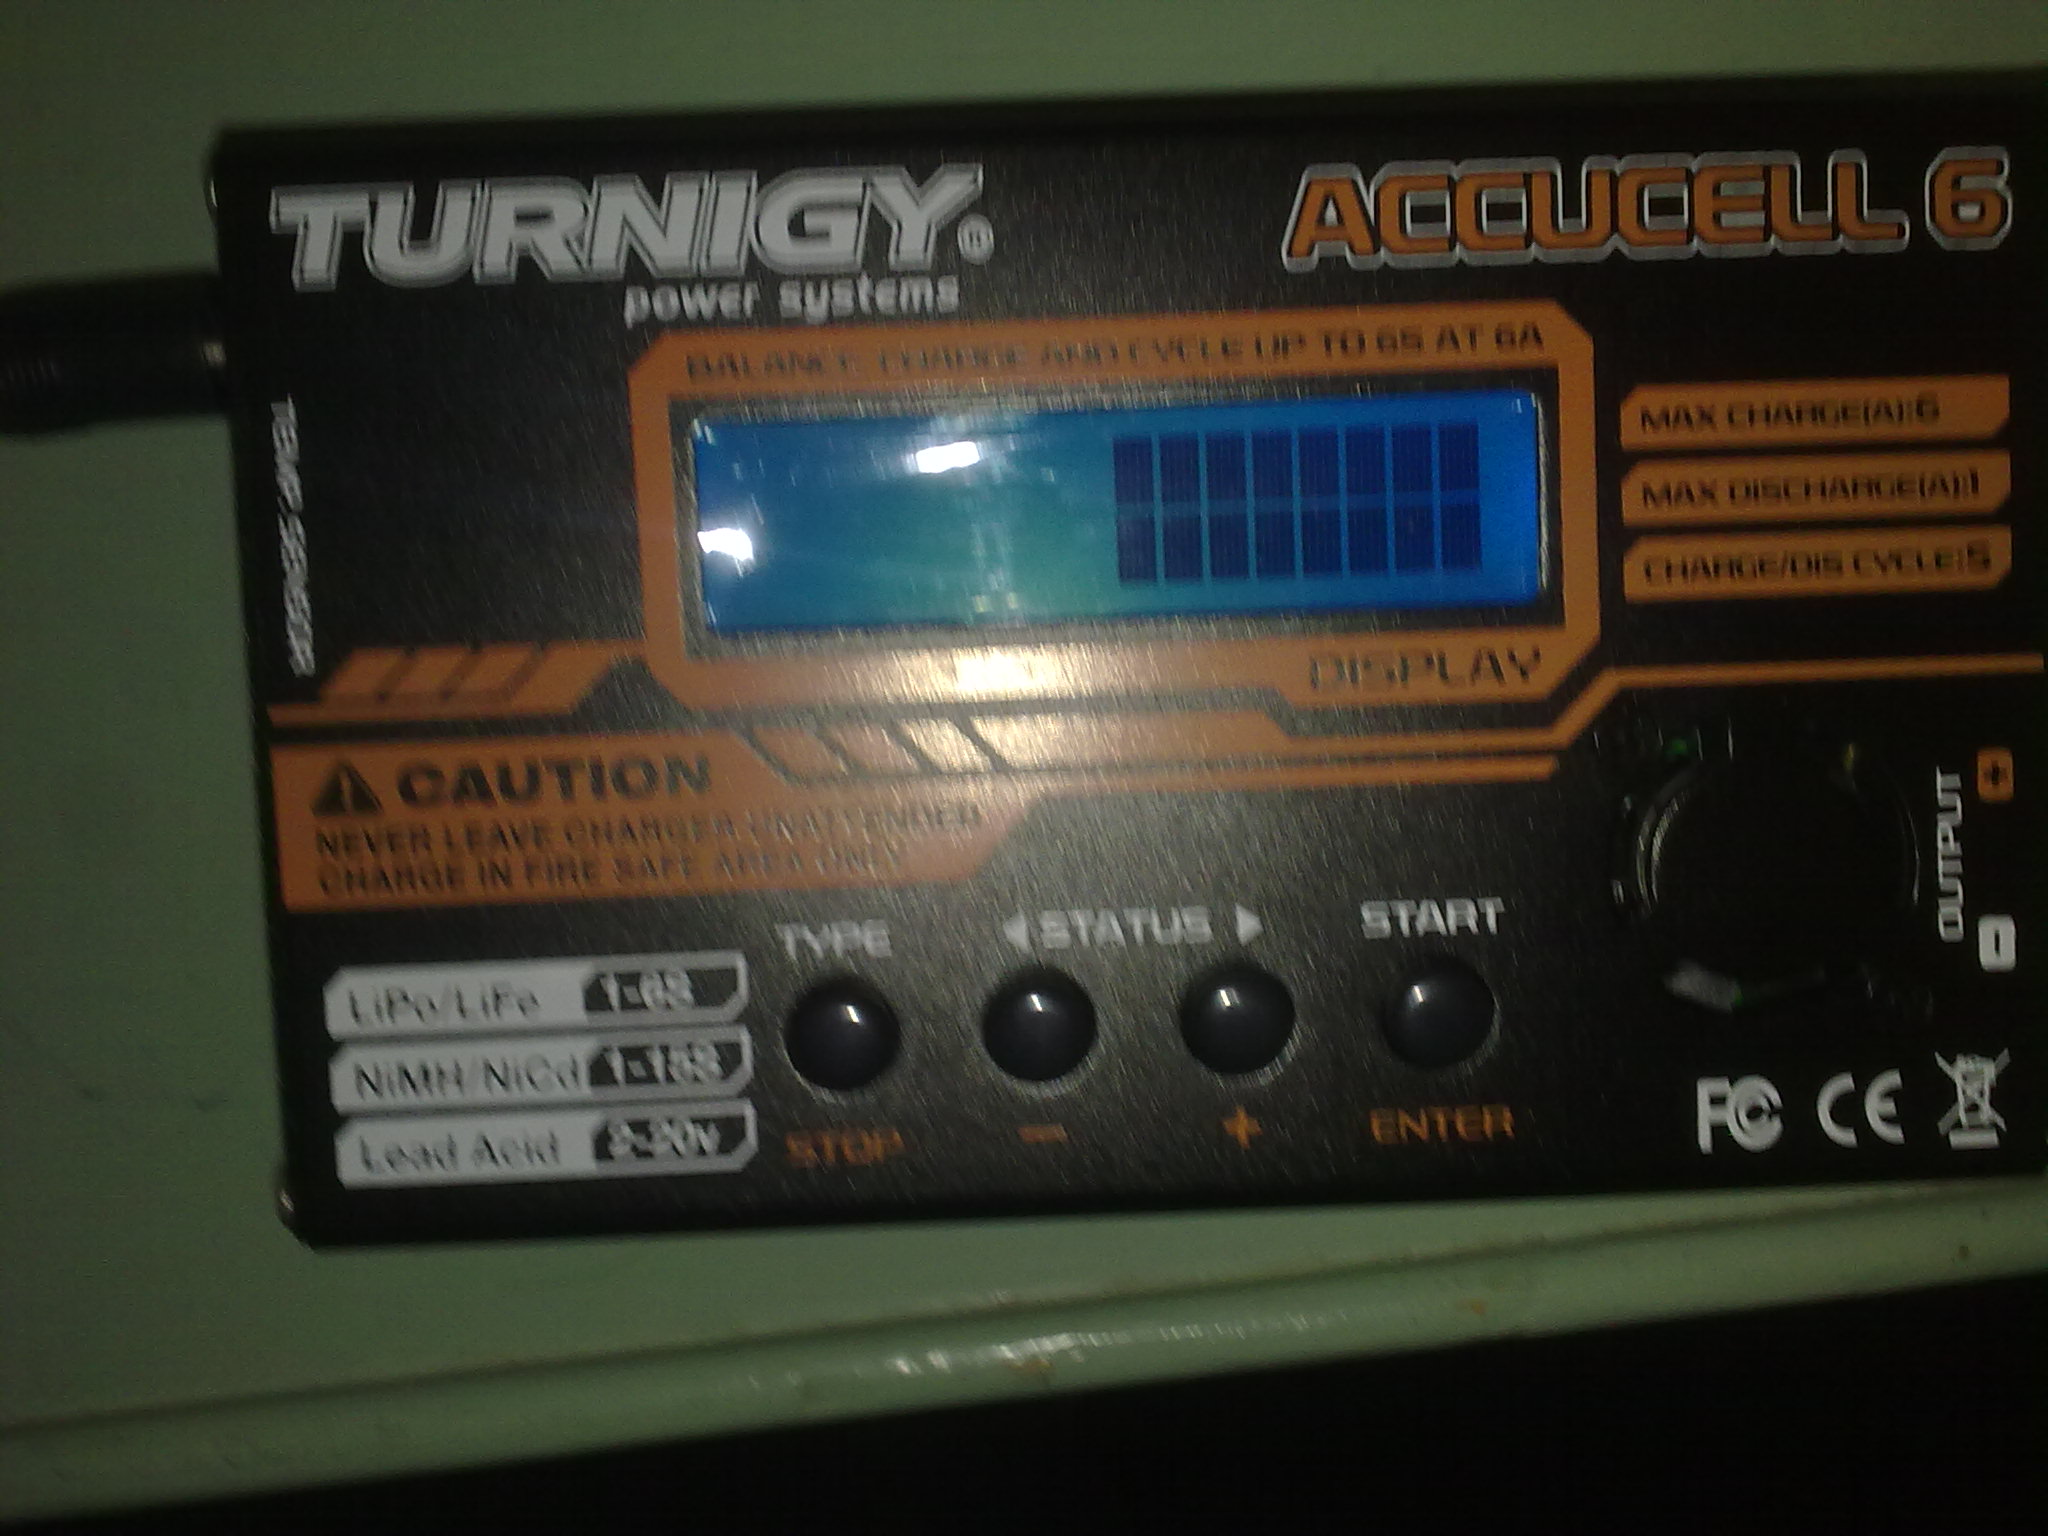 TURNIGY®
power systems
ACCUCELL 6
BALANCE CHARGE AND CYCLE UP TO 6S AT 6A
MAX CHARGE(A):6
MAX DISCHARGE(A):1
CHARGE/DIS CYCLE:5
TEMP SENSOR
DISPLAY
CAUTION
NEVER LEAVE CHARGER UNATTENDED
CHARGE IN FIRE SAFE AREA ONLY
OUTPUT
+
-
TYPE
STATUS
START
LiPo/LiFe 1-6S
NiMH/NiCd 1-15S
Lead Acid 2-20v
STOP
-
+
ENTER
FC CE